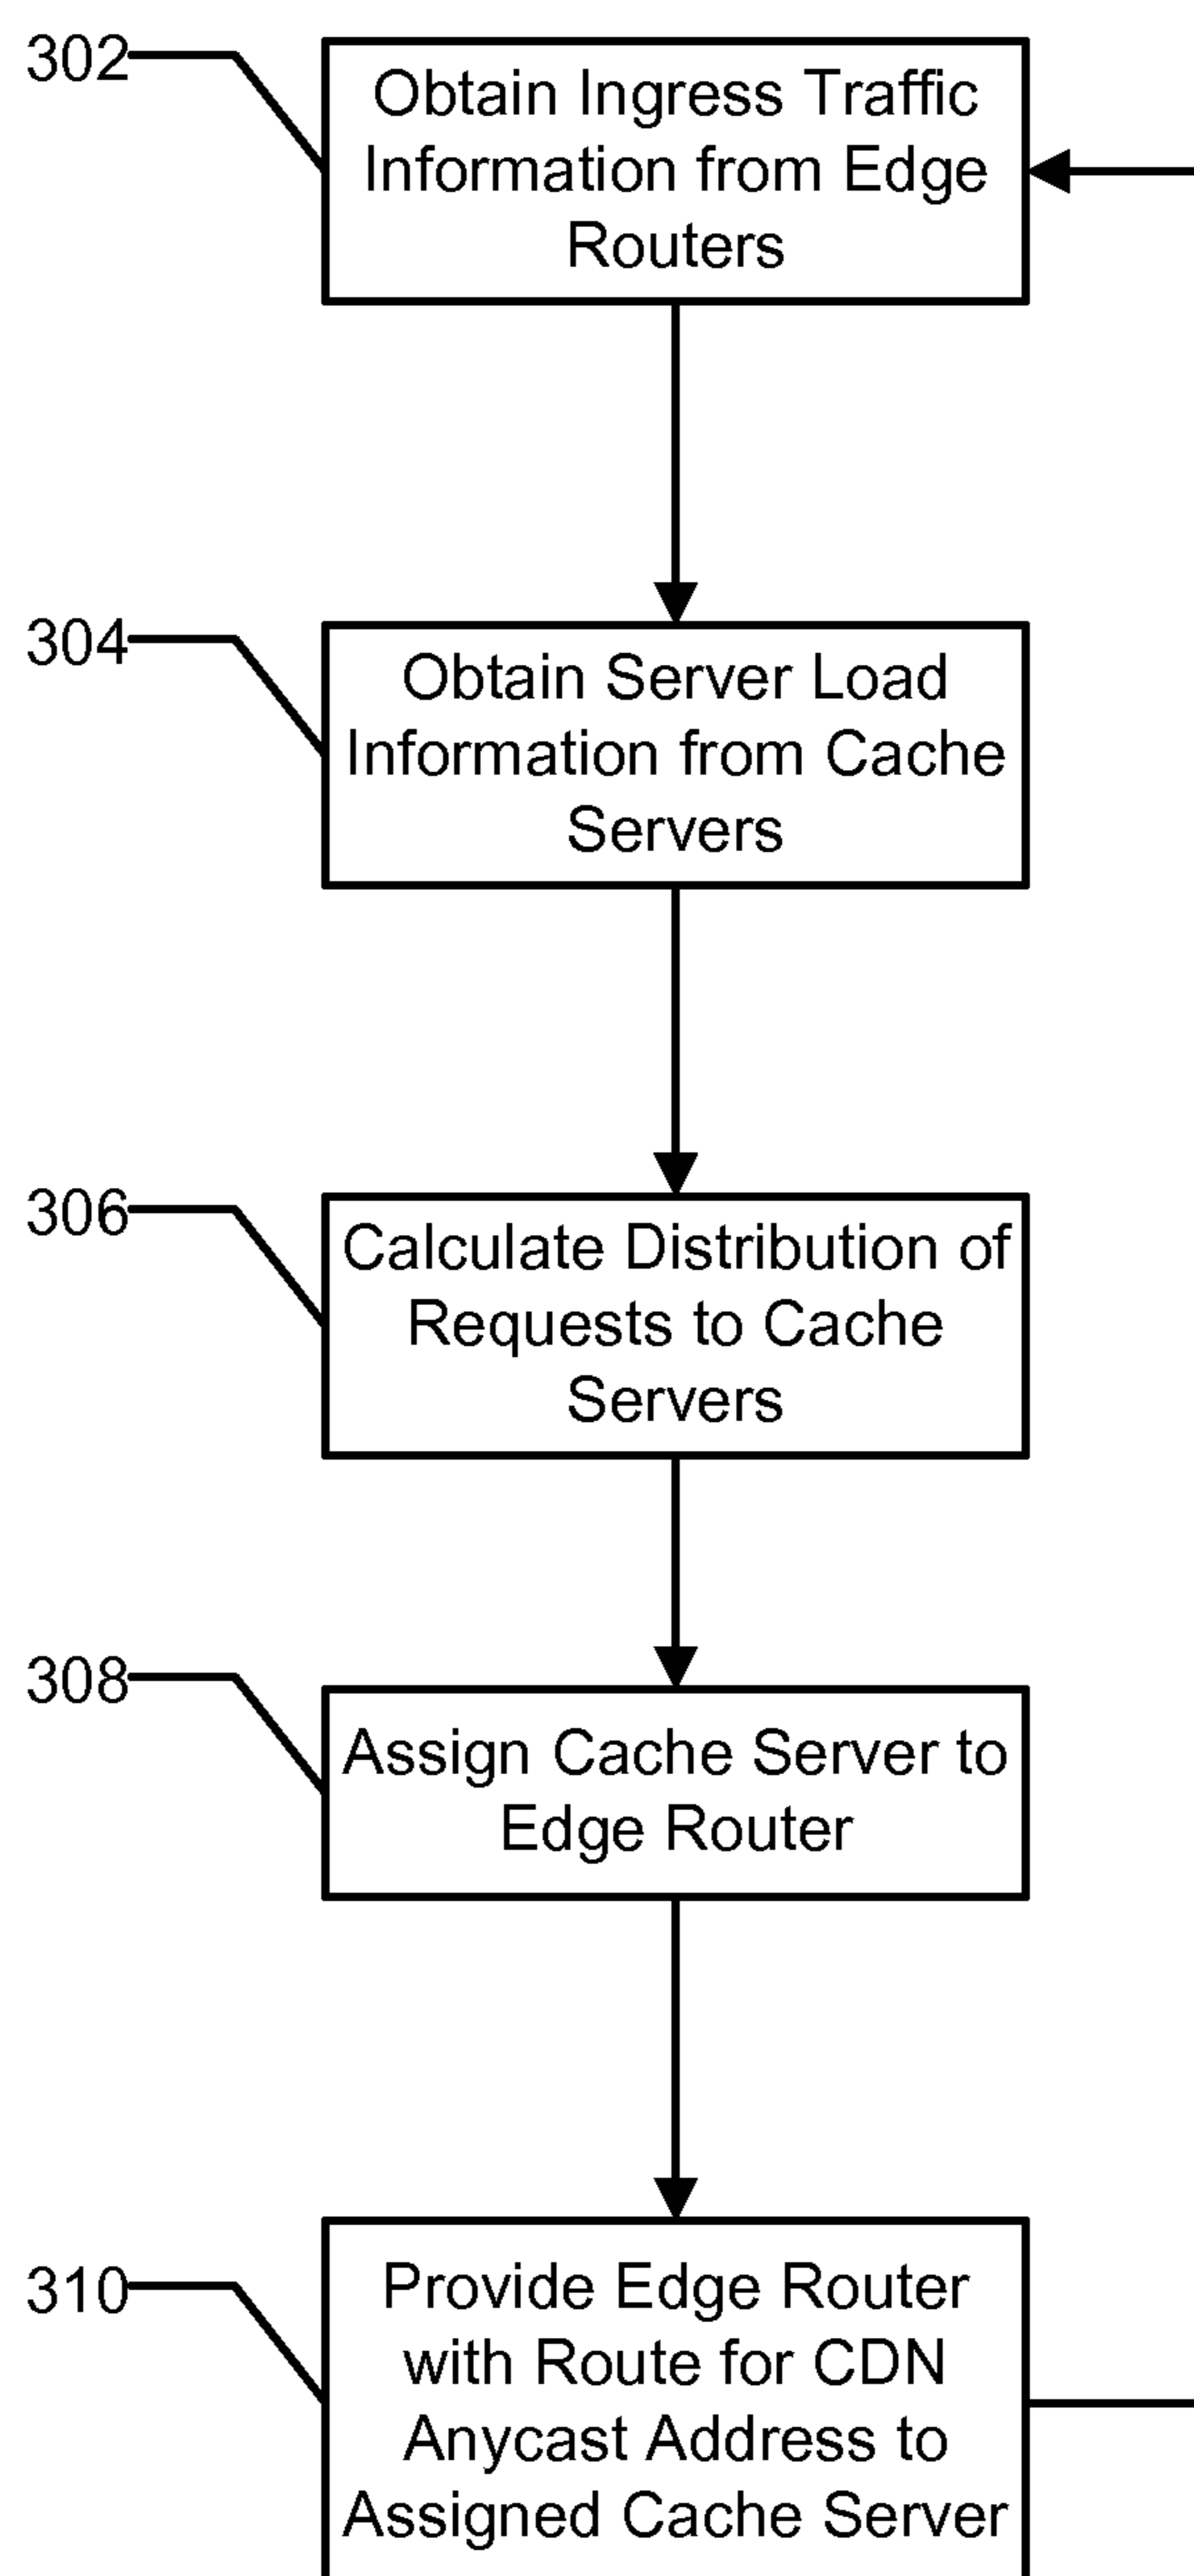 302
Obtain Ingress Traffic
Information from Edge
Routers
304
Obtain Server Load
Information from Cache
Servers
306
Calculate Distribution of
Requests to Cache
Servers
308
Assign Cache Server to
Edge Router
310
Provide Edge Router
with Route for CDN
Anycast Address to
Assigned Cache Server